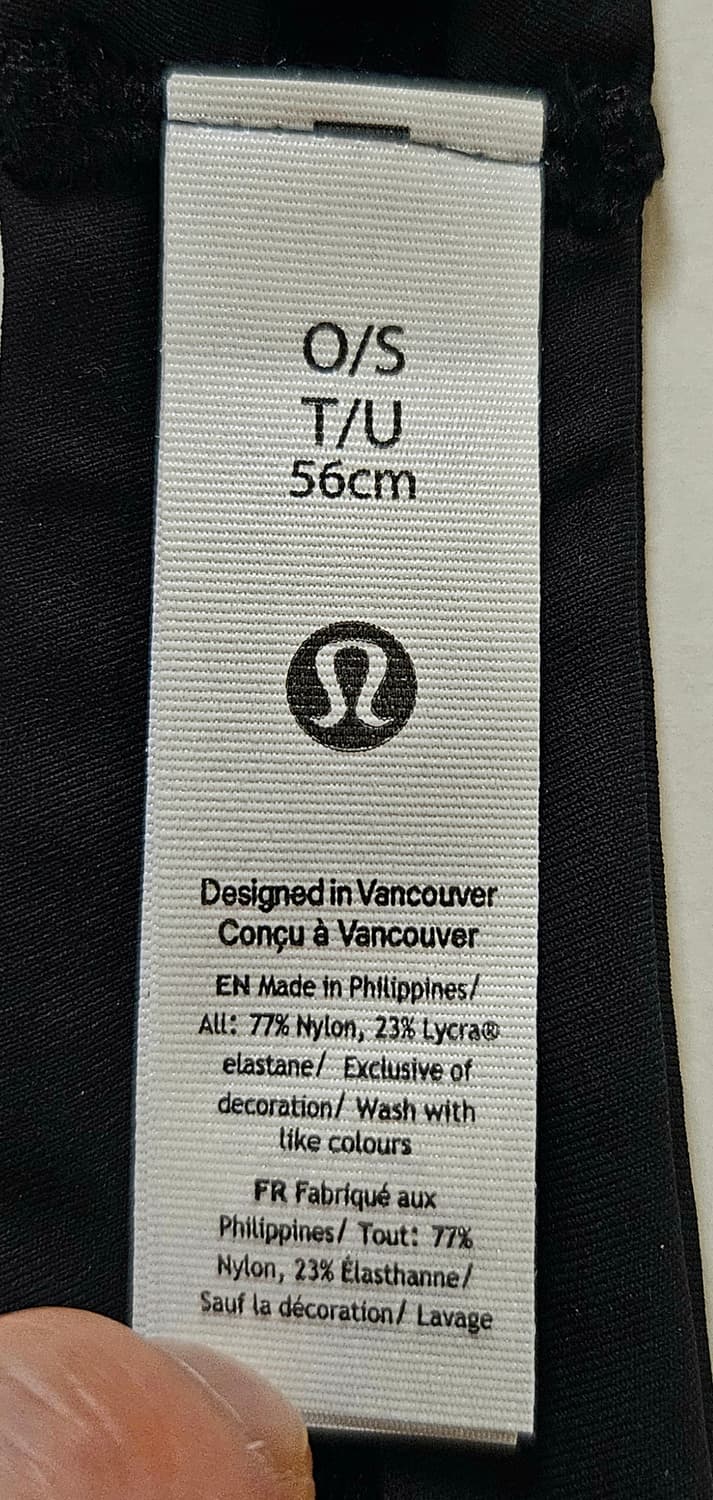 O/S
T/U
56cm
Designed in Vancouver
Conçu à Vancouver
EN Made in Philippines/
All: 77% Nylon, 23% Lycra®
elastane/ Exclusive of
decoration/ Wash with
like colours
FR Fabriqué aux
Philippines/ Tout: 77%
Nylon, 23% Élasthanne/
Sauf la décoration/ Lavage